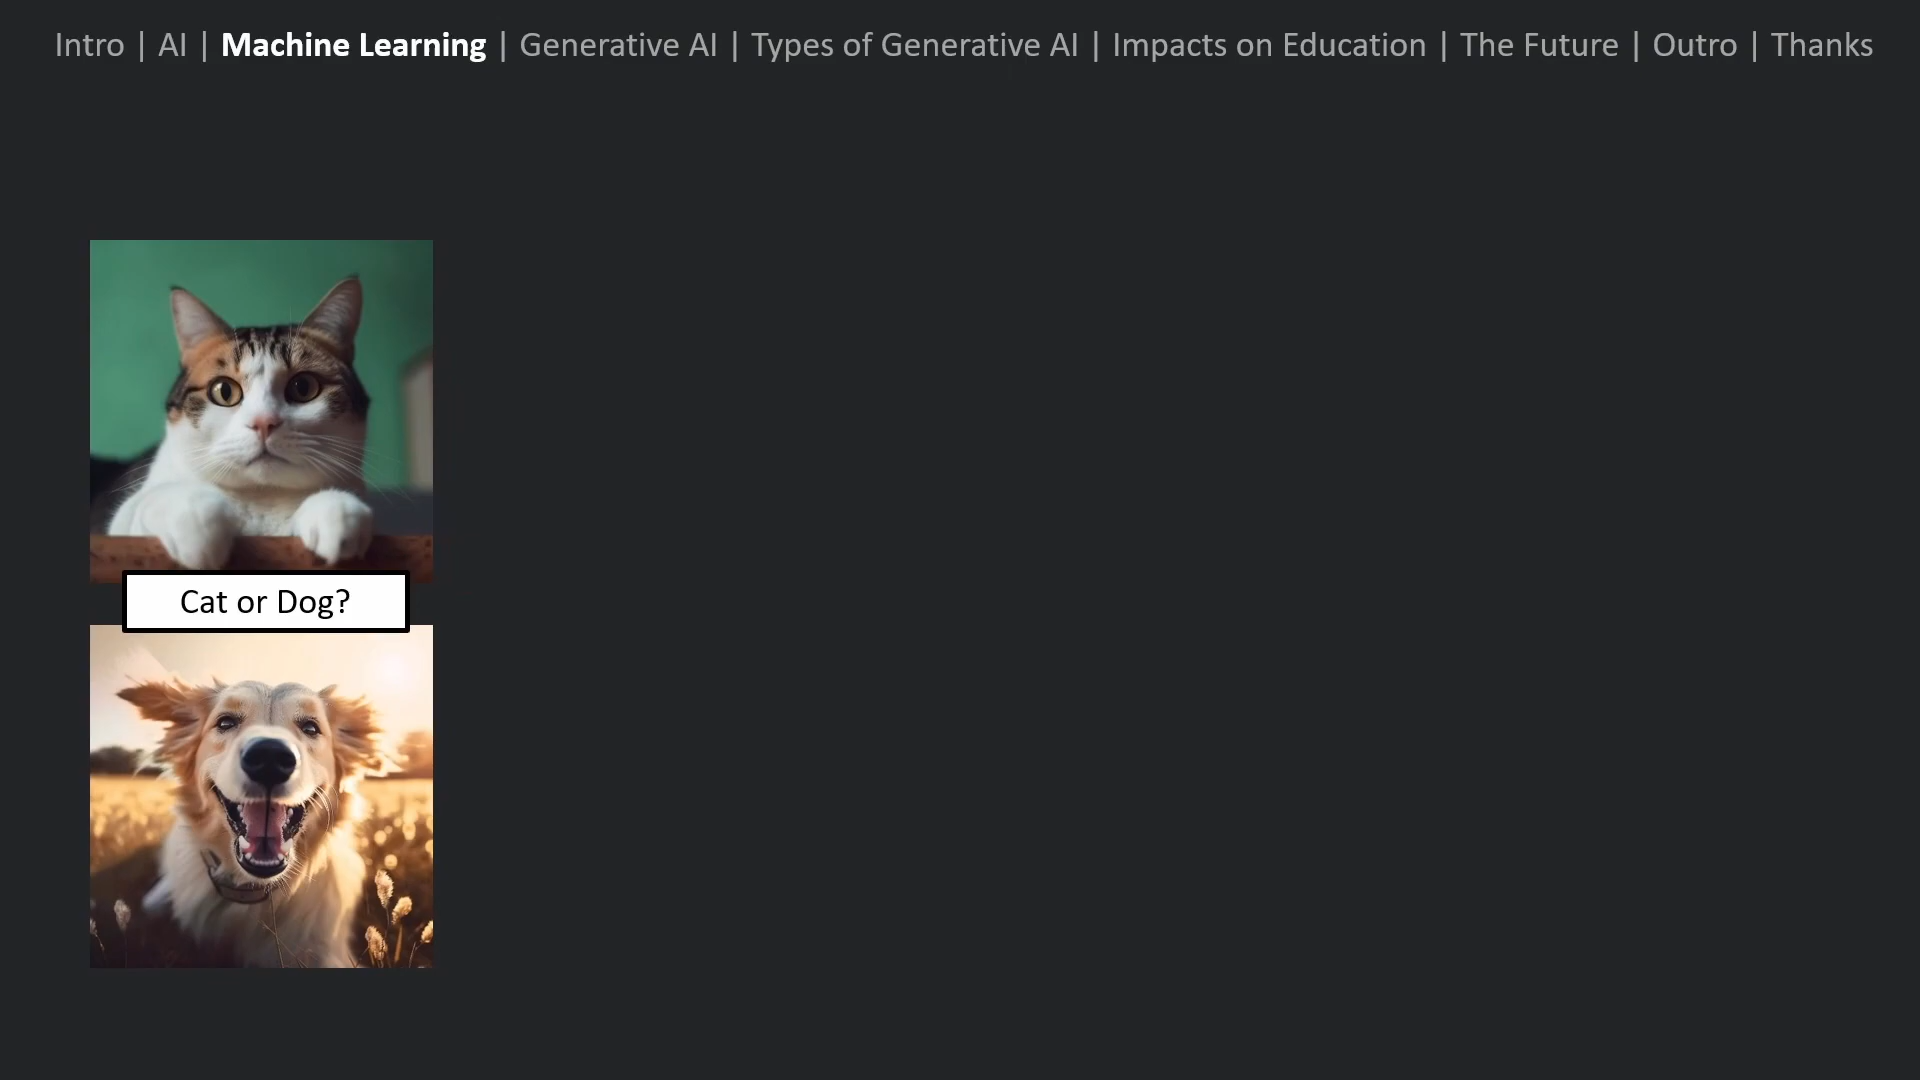 Intro | AI | Machine Learning | Generative AI | Types of Generative AI | Impacts on Education | The Future | Outro | Thanks
Cat or Dog?